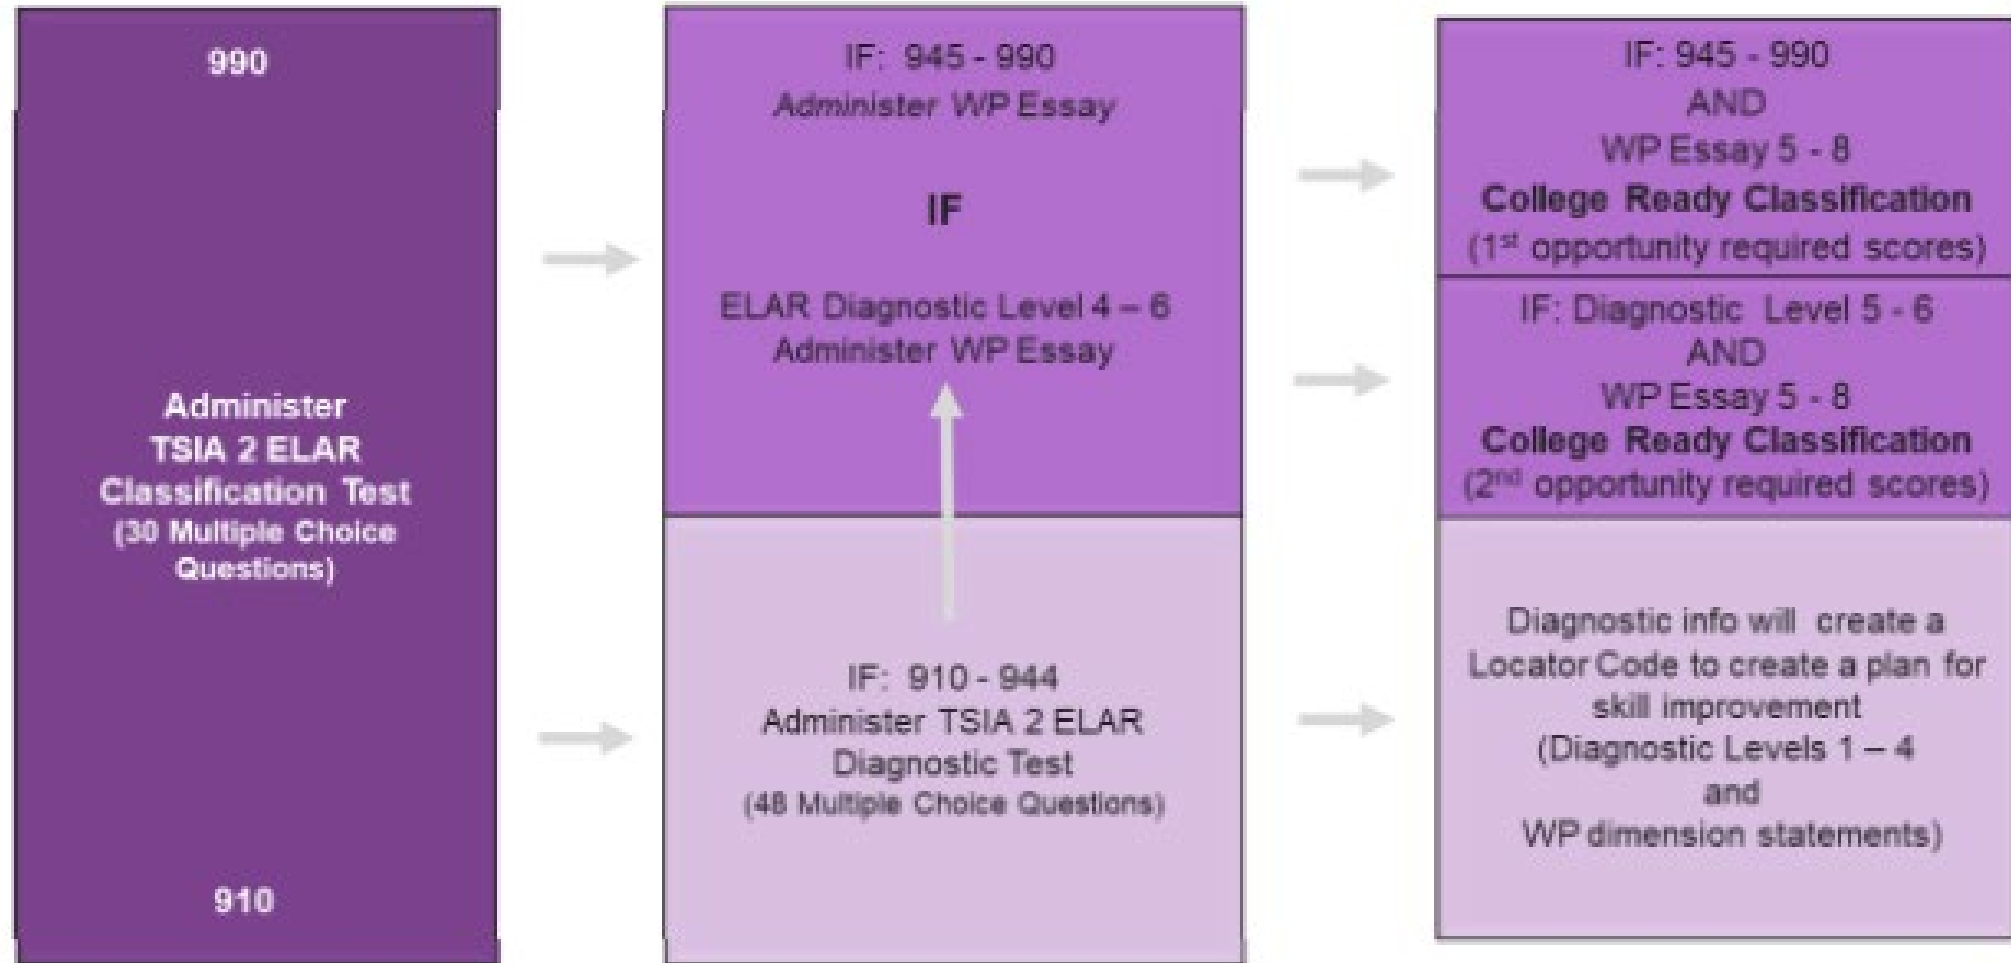 990
Administer
TSIA 2 ELAR
Classification Test
(30 Multiple Choice
Questions)
910
IF: 945 - 990
Administer WP Essay
IF
ELAR Diagnostic Level 4 – 6
Administer WP Essay
IF: 910 - 944
Administer TSIA 2 ELAR
Diagnostic Test
(48 Multiple Choice Questions)
IF: 945 - 990
AND
WP Essay 5 - 8
College Ready Classification
(1st opportunity required scores)
IF: Diagnostic Level 5 - 6
AND
WP Essay 5 - 8
College Ready Classification
(2nd opportunity required scores)
Diagnostic info will create a
Locator Code to create a plan for
skill improvement
(Diagnostic Levels 1 – 4
and
WP dimension statements)